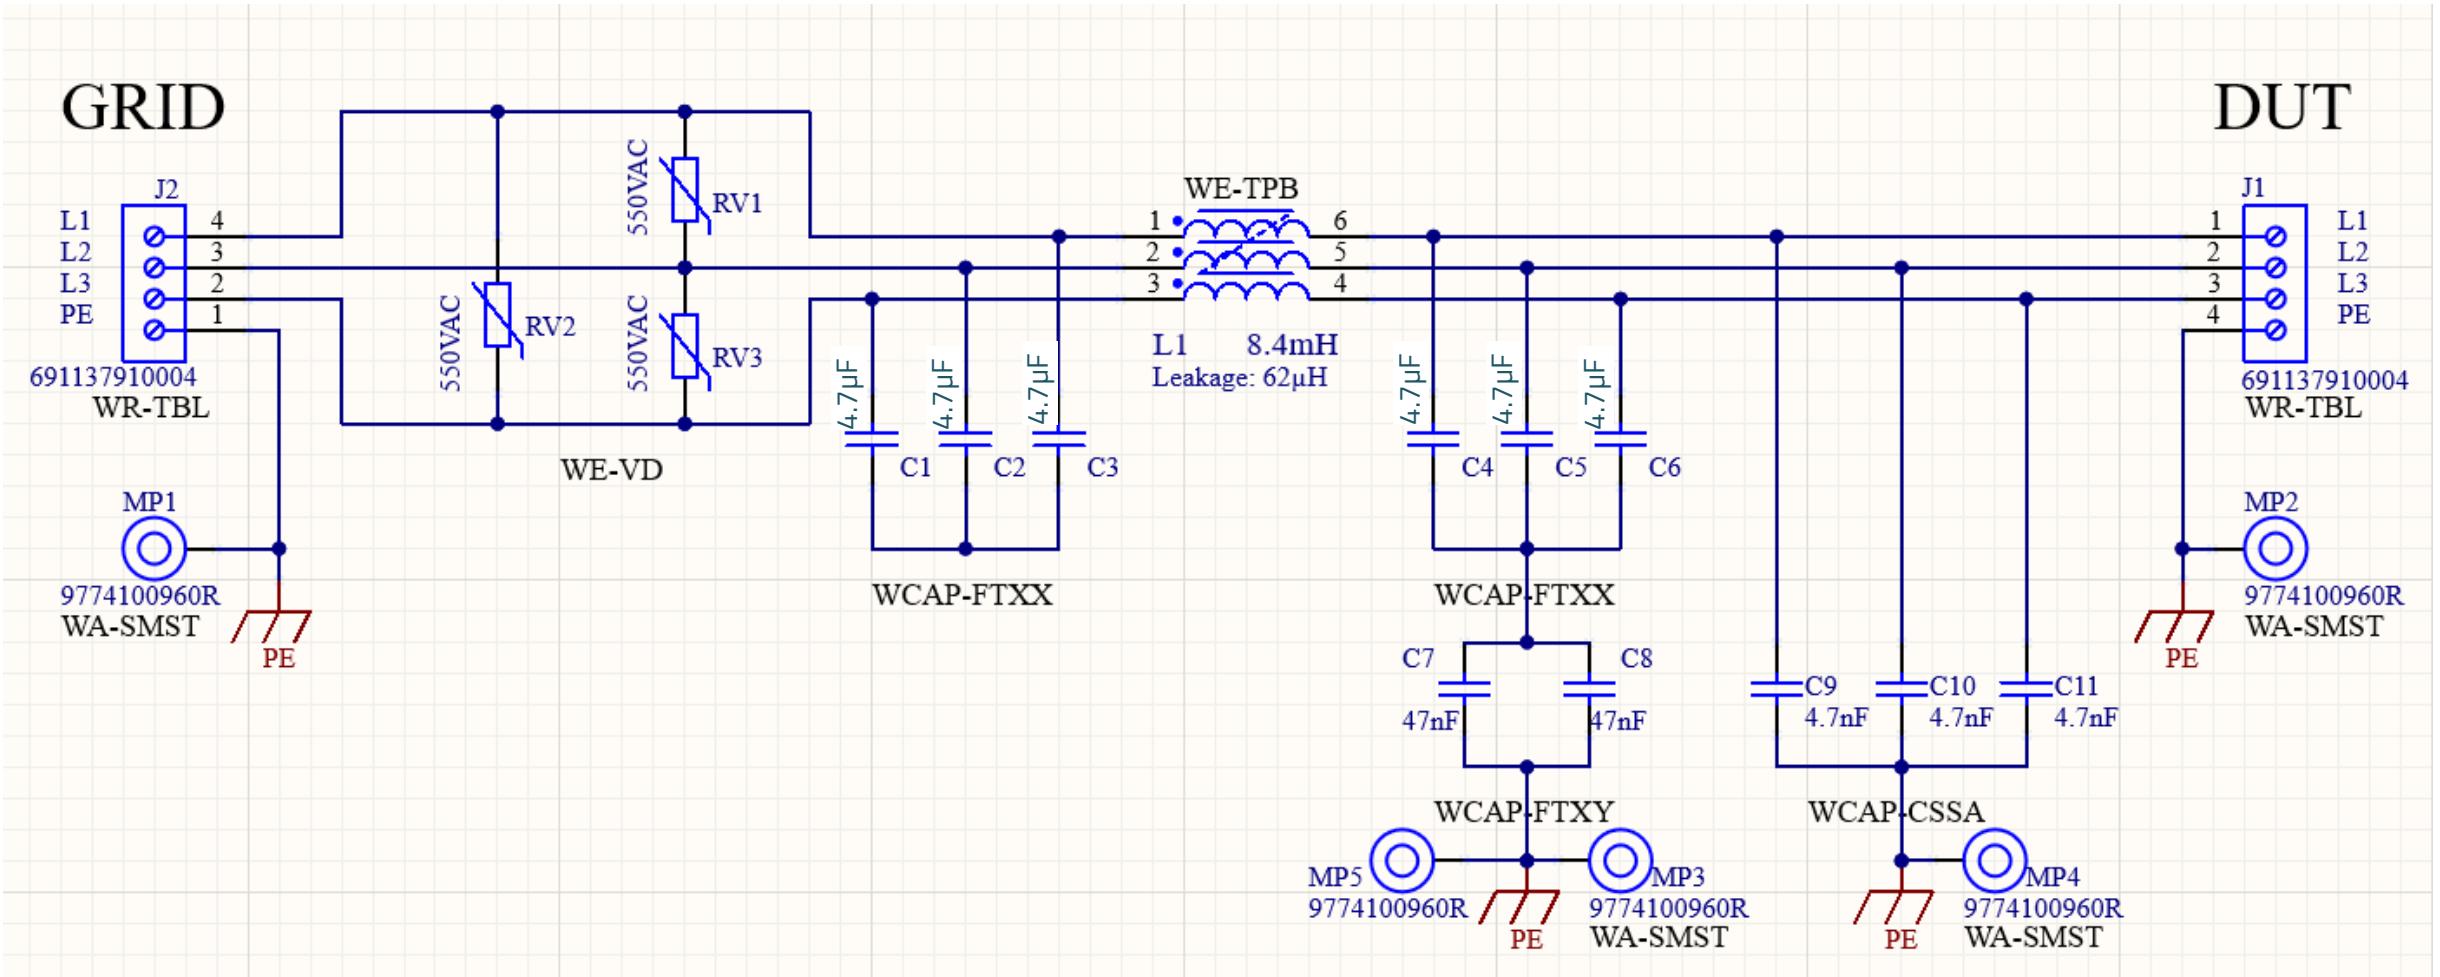 GRID
DUT
J2
L1
L2
L3
PE
4
3
2
1
691137910004
WR-TBL
550VAC
RV1
550VAC
RV2
550VAC
RV3
WE-VD
MP1
9774100960R
WA-SMST
PE
4.7µF
4.7µF
4.7µF
C1
C2
C3
WCAP-FTXX
WE-TPB
1
2
3
6
5
4
L1 8.4mH
Leakage: 62µH
4.7µF
4.7µF
4.7µF
C4
C5
C6
WCAP-FTXX
C7
C8
47nF
47nF
WCAP-FTXY
MP5
9774100960R
MP3
9774100960R
WA-SMST
PE
C9
4.7nF
C10
4.7nF
C11
4.7nF
WCAP-CSSA
MP4
9774100960R
WA-SMST
PE
J1
1
2
3
4
L1
L2
L3
PE
691137910004
WR-TBL
MP2
9774100960R
WA-SMST
PE